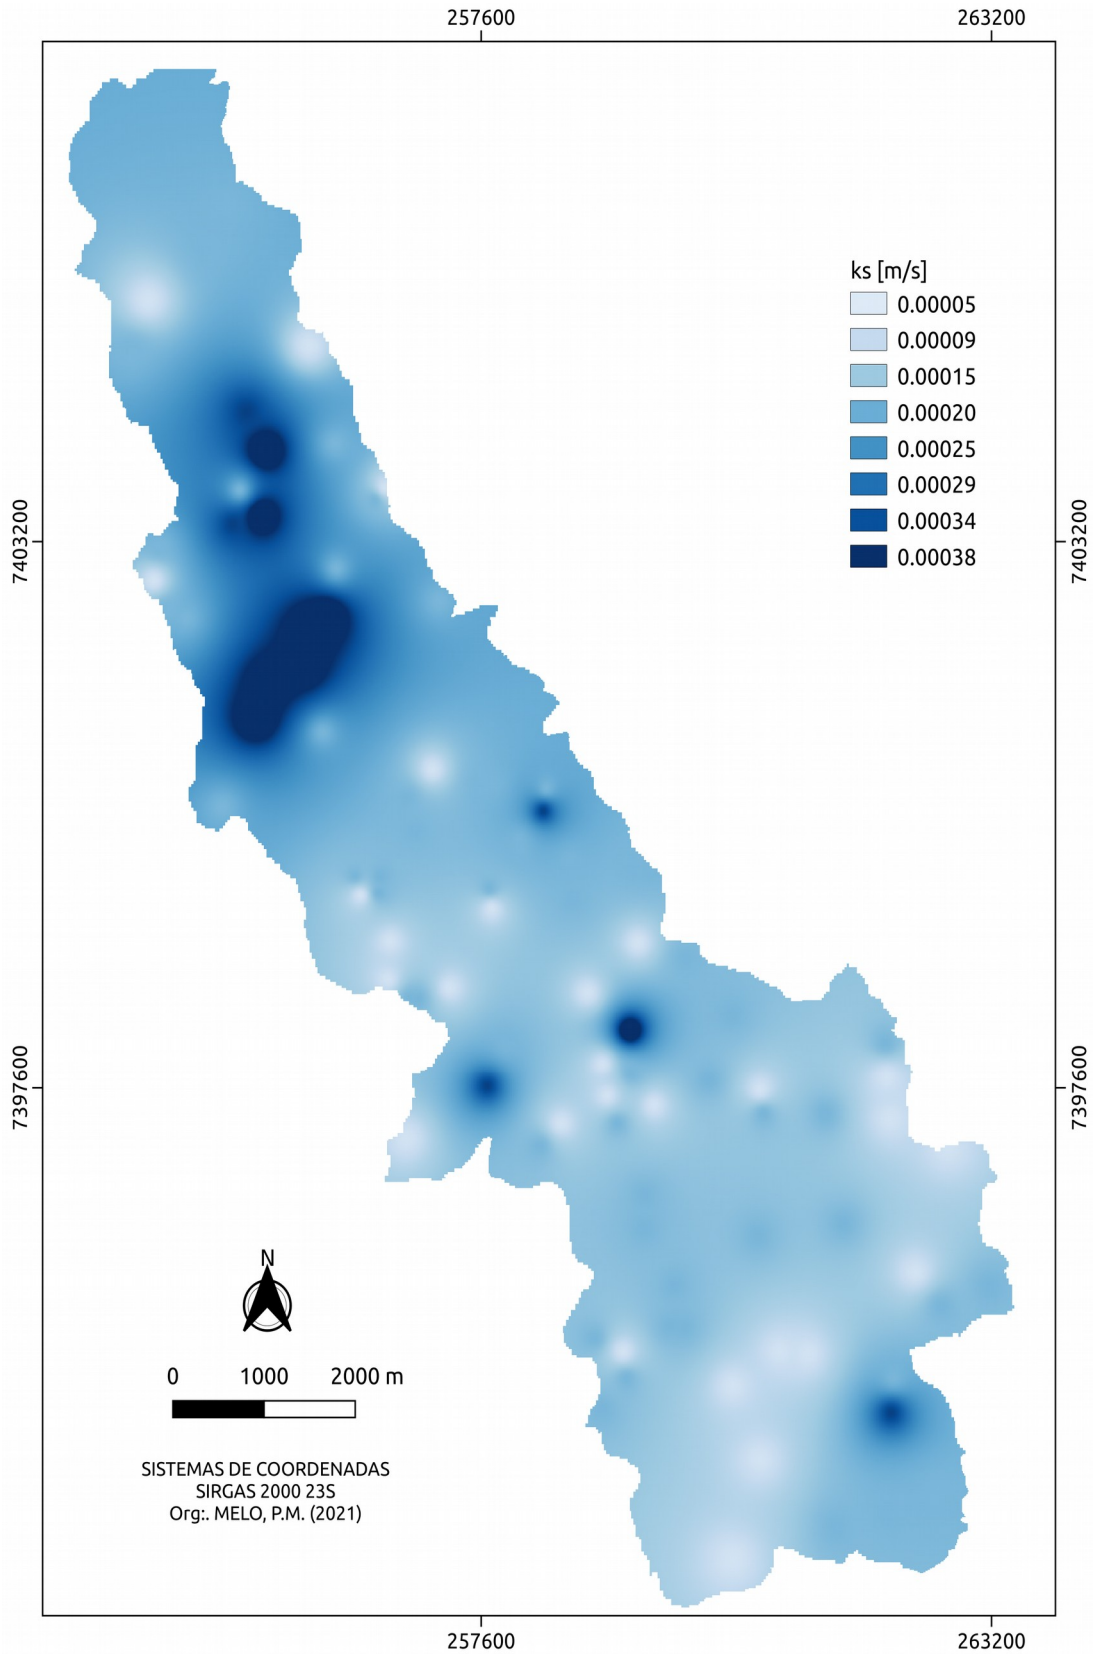 257600 263200
ks [m/s]
0.00005
0.00009
0.00015
0.00020
0.00025
0.00029
0.00034
0.00038
7403200 7403200
7397600 7397600
N
0 1000 2000 m
SISTEMAS DE COORDENADAS
SIRGAS 2000 23S
Org:. MELO, P.M. (2021)
257600 263200